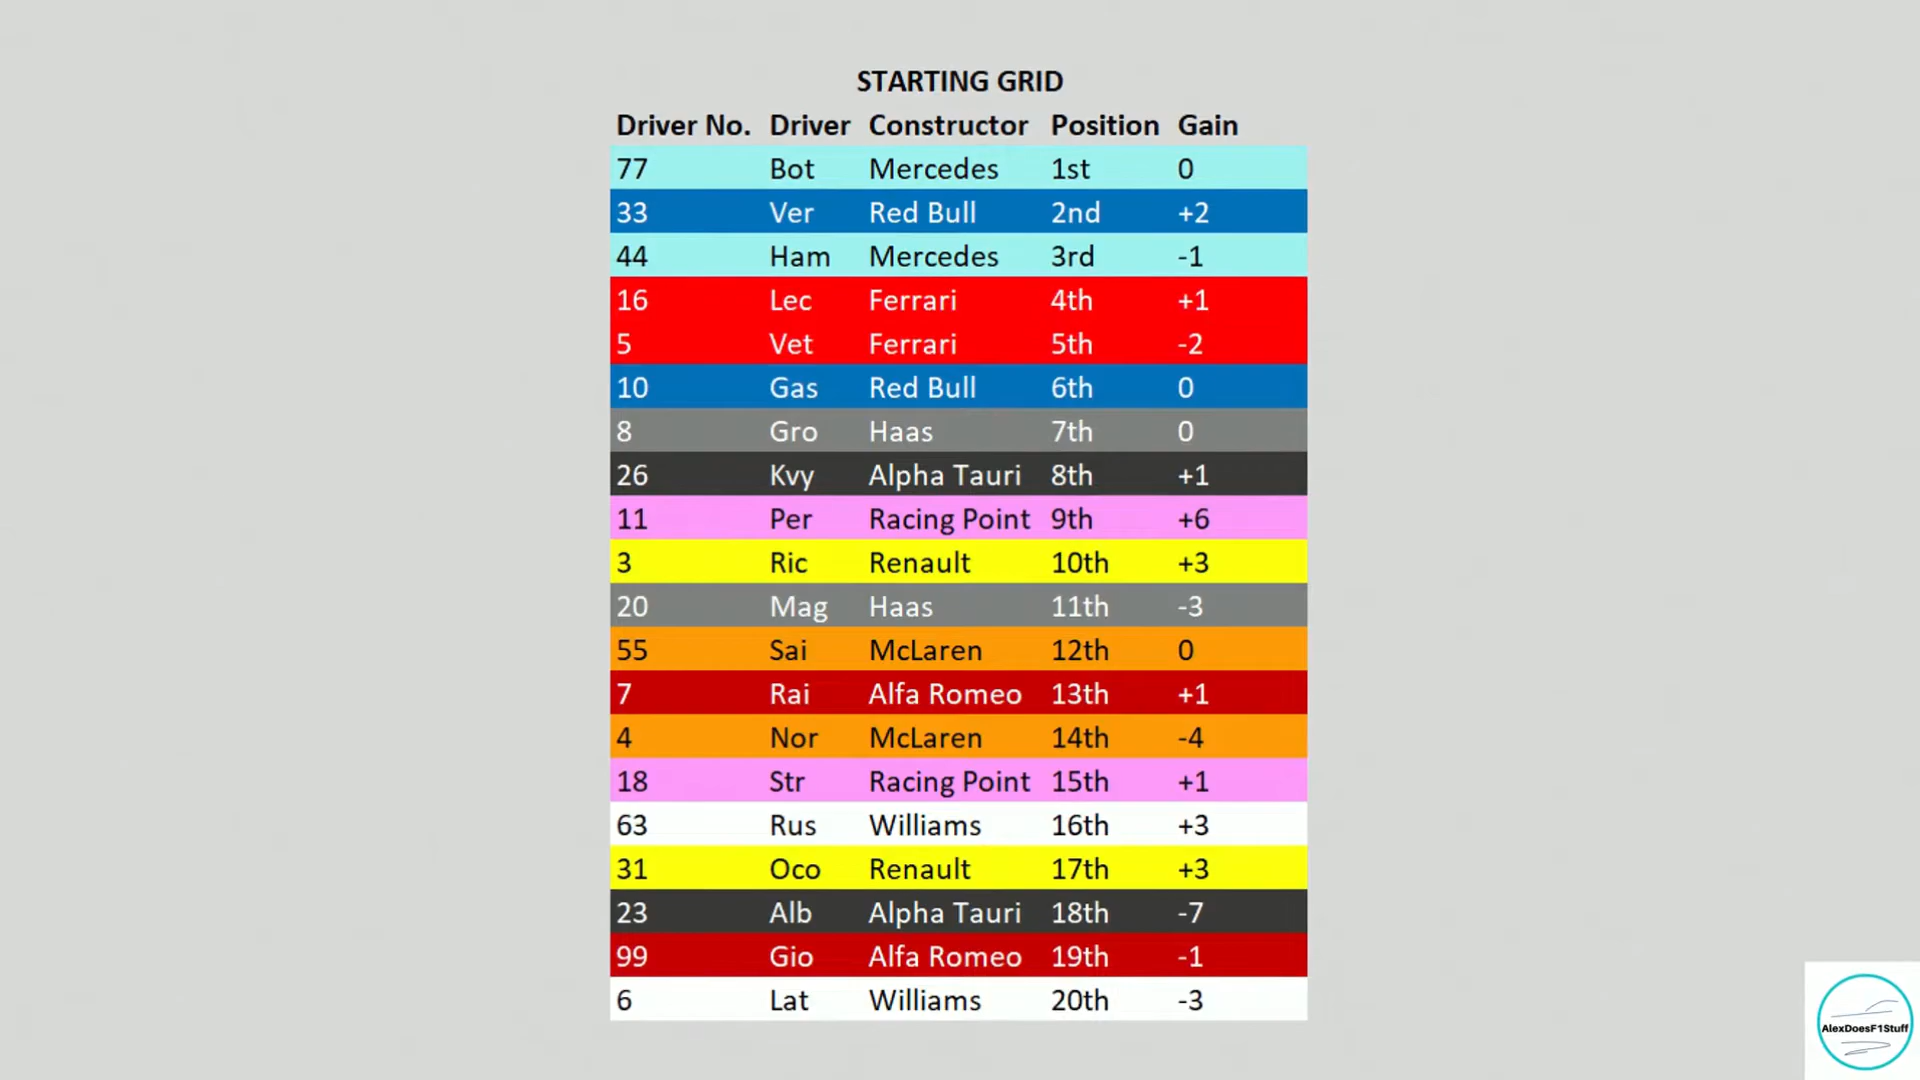 STARTING GRID
Driver No. Driver Constructor Position Gain
77 Bot Mercedes 1st 0
33 Ver Red Bull 2nd +2
44 Ham Mercedes 3rd -1
16 Lec Ferrari 4th +1
5 Vet Ferrari 5th -2
10 Gas Red Bull 6th 0
8 Gro Haas 7th 0
26 Kvy Alpha Tauri 8th +1
11 Per Racing Point 9th +6
3 Ric Renault 10th +3
20 Mag Haas 11th -3
55 Sai McLaren 12th 0
7 Rai Alfa Romeo 13th +1
4 Nor McLaren 14th -4
18 Str Racing Point 15th +1
63 Rus Williams 16th +3
31 Oco Renault 17th +3
23 Alb Alpha Tauri 18th -7
99 Gio Alfa Romeo 19th -1
6 Lat Williams 20th -3
AlexDoesF1Stuff